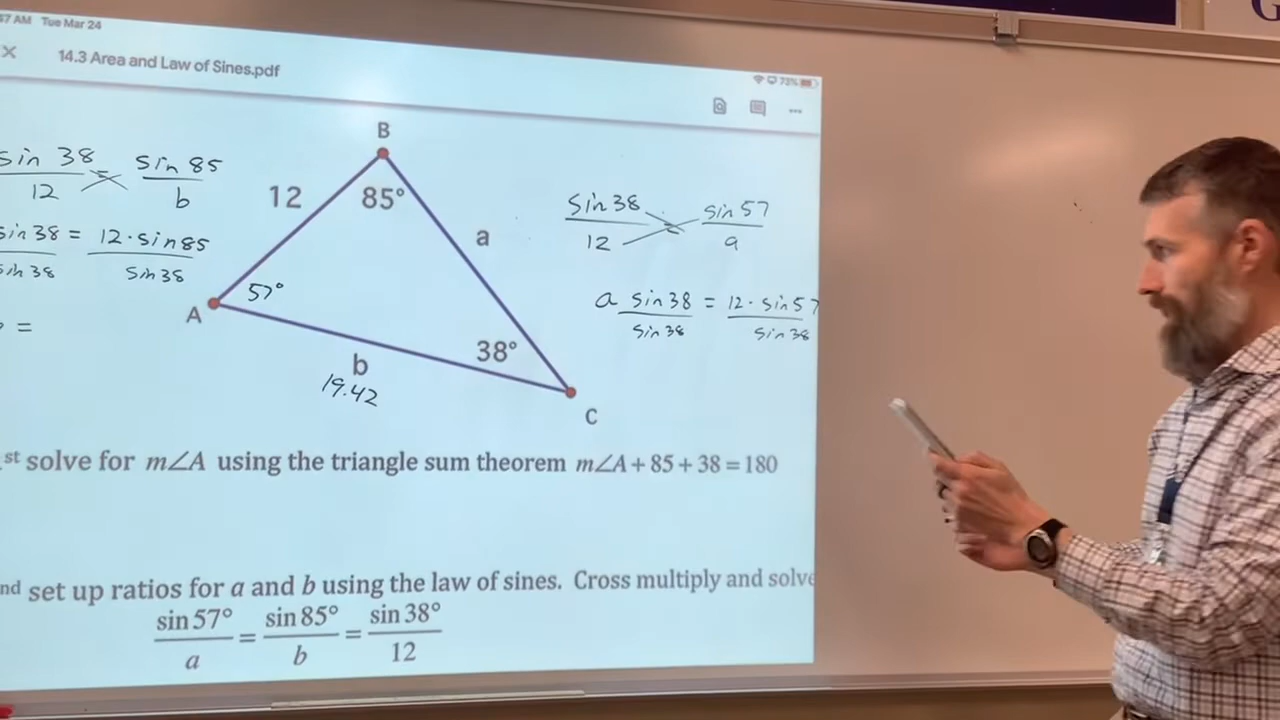 57 AM Tue Mar 24
14.3 Area and Law of Sines.pdf
73%
G
B
sin 38 = sin 85
12 b
12 85°
a
sin 38 = sin 57
12 a
sin 38 = 12·sin 85
sin 38 sin 38
A 57°
a sin 38 = 12·sin 57
sin 38 sin 38
=
38°
b
19.42
C
st solve for m∠A using the triangle sum theorem m∠A + 85 + 38 = 180
nd set up ratios for a and b using the law of sines. Cross multiply and solve
sin 57° = sin 85° = sin 38°
a b 12